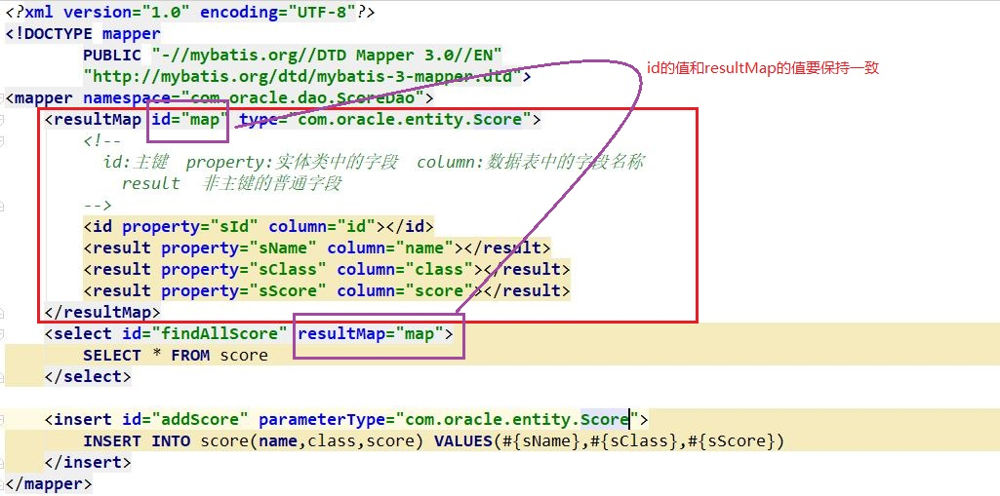 <?xml version="1.0" encoding="UTF-8"?>
<!DOCTYPE mapper
PUBLIC "-//mybatis.org//DTD Mapper 3.0//EN"
"http://mybatis.org/dtd/mybatis-3-mapper.dtd">
id的值和resultMap的值要保持一致
<mapper namespace="com.oracle.dao.ScoreDao">
<resultMap id="map" type="com.oracle.entity.Score">
<!--
id:主键 property:实体类中的字段 column:数据表中的字段名称
result 非主键的普通字段
-->
<id property="sId" column="id"></id>
<result property="sName" column="name"></result>
<result property="sClass" column="class"></result>
<result property="sScore" column="score"></result>
</resultMap>
<select id="findAllScore" resultMap="map">
SELECT * FROM score
</select>
<insert id="addScore" parameterType="com.oracle.entity.Score">
INSERT INTO score(name,class,score) VALUES(#{sName},#{sClass},#{sScore})
</insert>
</mapper>